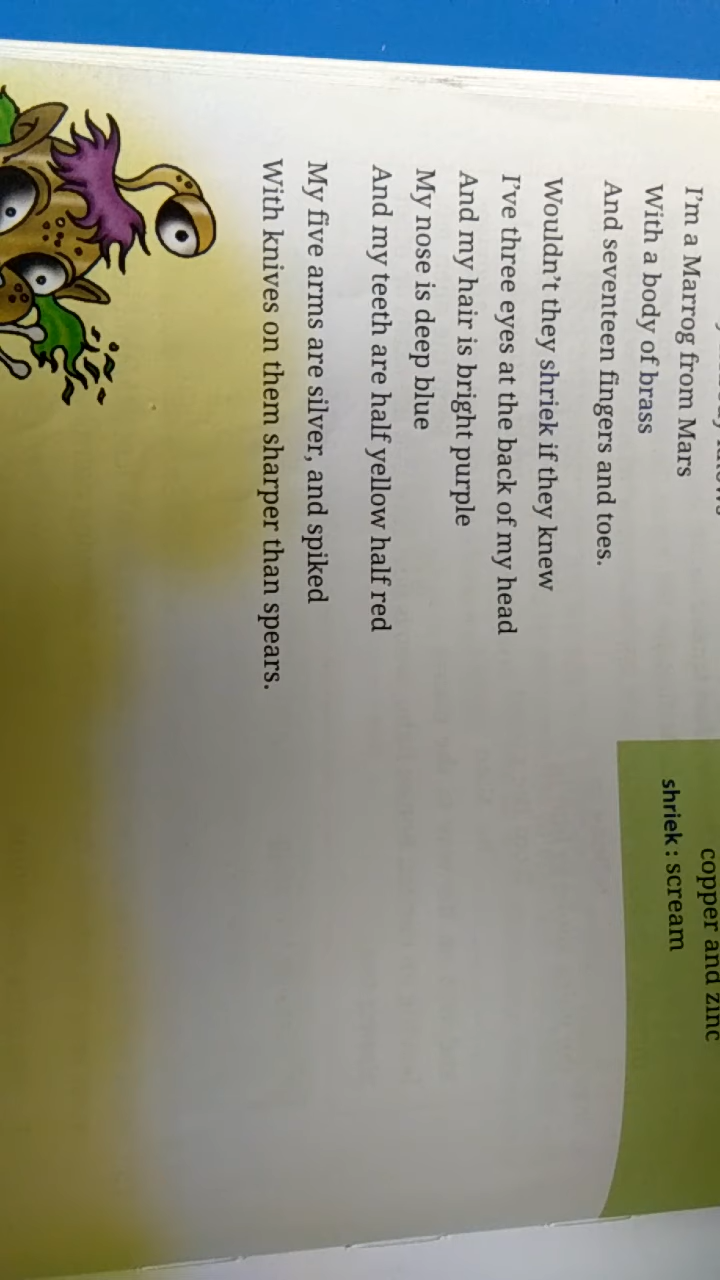 I'm a Marrog from Mars
With a body of brass
And seventeen fingers and toes.
Wouldn't they shriek if they knew
I've three eyes at the back of my head
And my hair is bright purple
My nose is deep blue
And my teeth are half yellow half red
My five arms are silver, and spiked
With knives on them sharper than spears.
copper and zinc
shriek : scream